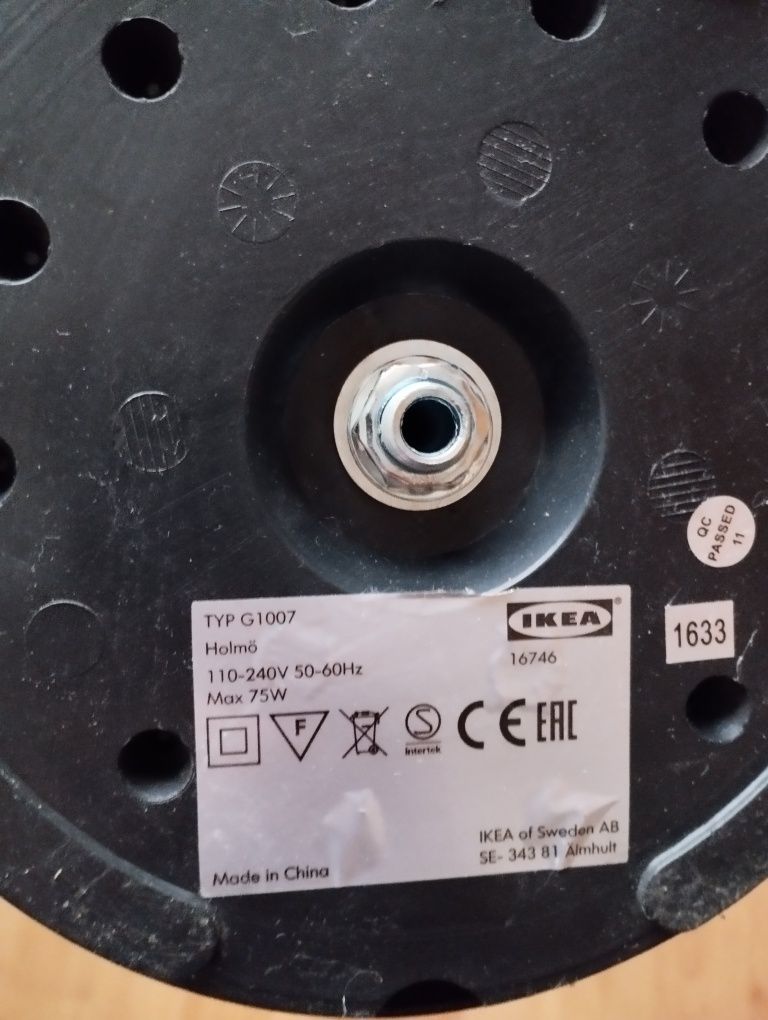 QC
PASSED
11
1633
TYP G1007
Holmö
110-240V 50-60Hz
Max 75W
IKEA®
16746
F
S
Intertek
CE
EAC
IKEA of Sweden AB
SE- 343 81 Älmhult
Made in China